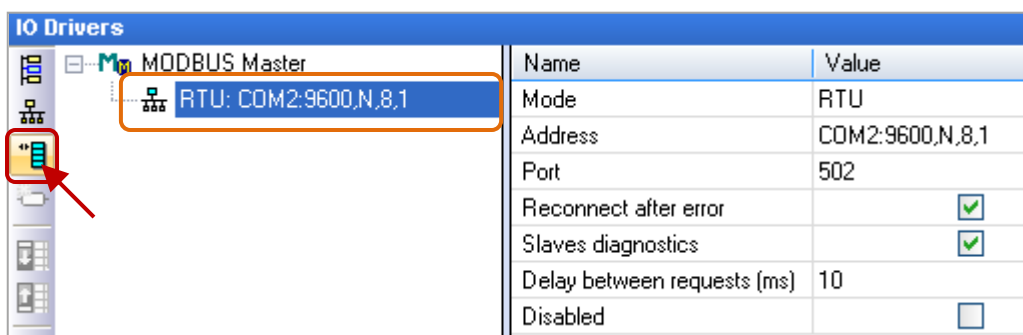 IO Drivers
MODBUS Master
RTU: COM2:9600,N,8,1
Name Value
Mode RTU
Address COM2:9600,N,8,1
Port 502
Reconnect after error
Slaves diagnostics
Delay between requests (ms) 10
Disabled